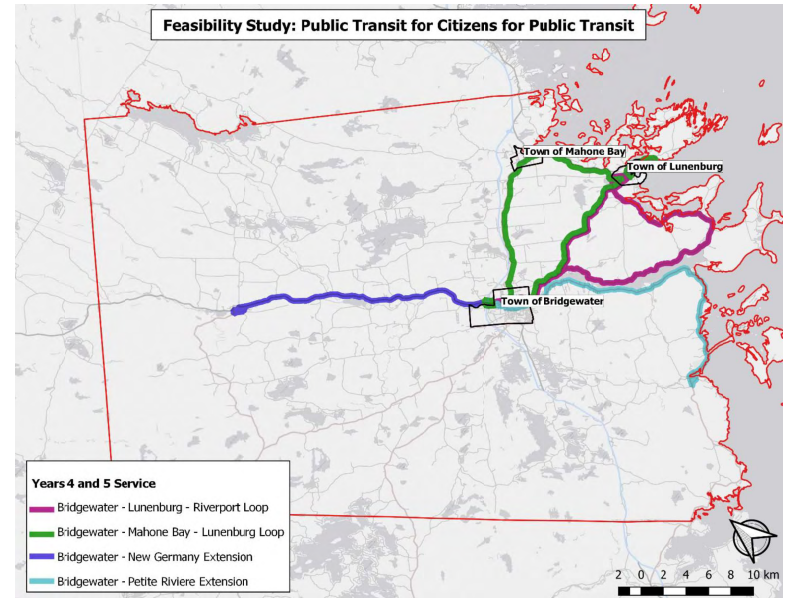 Feasibility Study: Public Transit for Citizens for Public Transit
Town of Mahone Bay
Town of Lunenburg
Town of Bridgewater
Years 4 and 5 Service
Bridgewater - Lunenburg - Riverport Loop
Bridgewater - Mahone Bay - Lunenburg Loop
Bridgewater - New Germany Extension
Bridgewater - Petite Riviere Extension
2 0 2 4 6 8 10 km